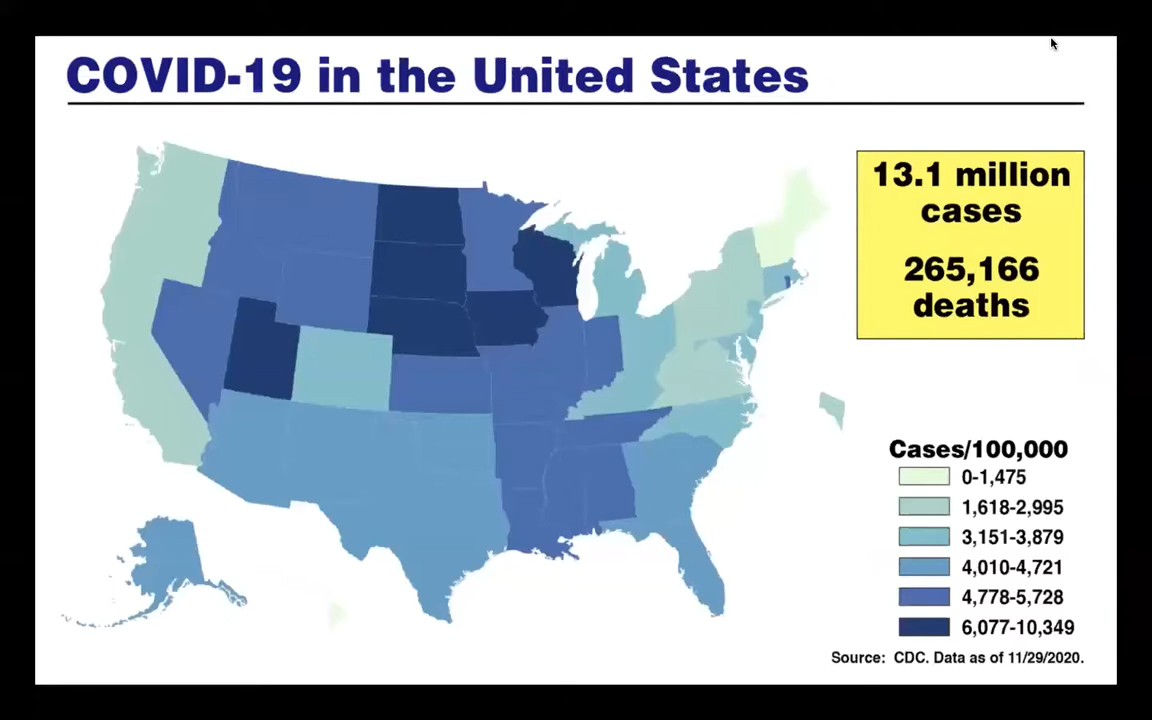 COVID-19 in the United States
13.1 million
cases
265,166
deaths
Cases/100,000
0-1,475
1,618-2,995
3,151-3,879
4,010-4,721
4,778-5,728
6,077-10,349
Source: CDC. Data as of 11/29/2020.